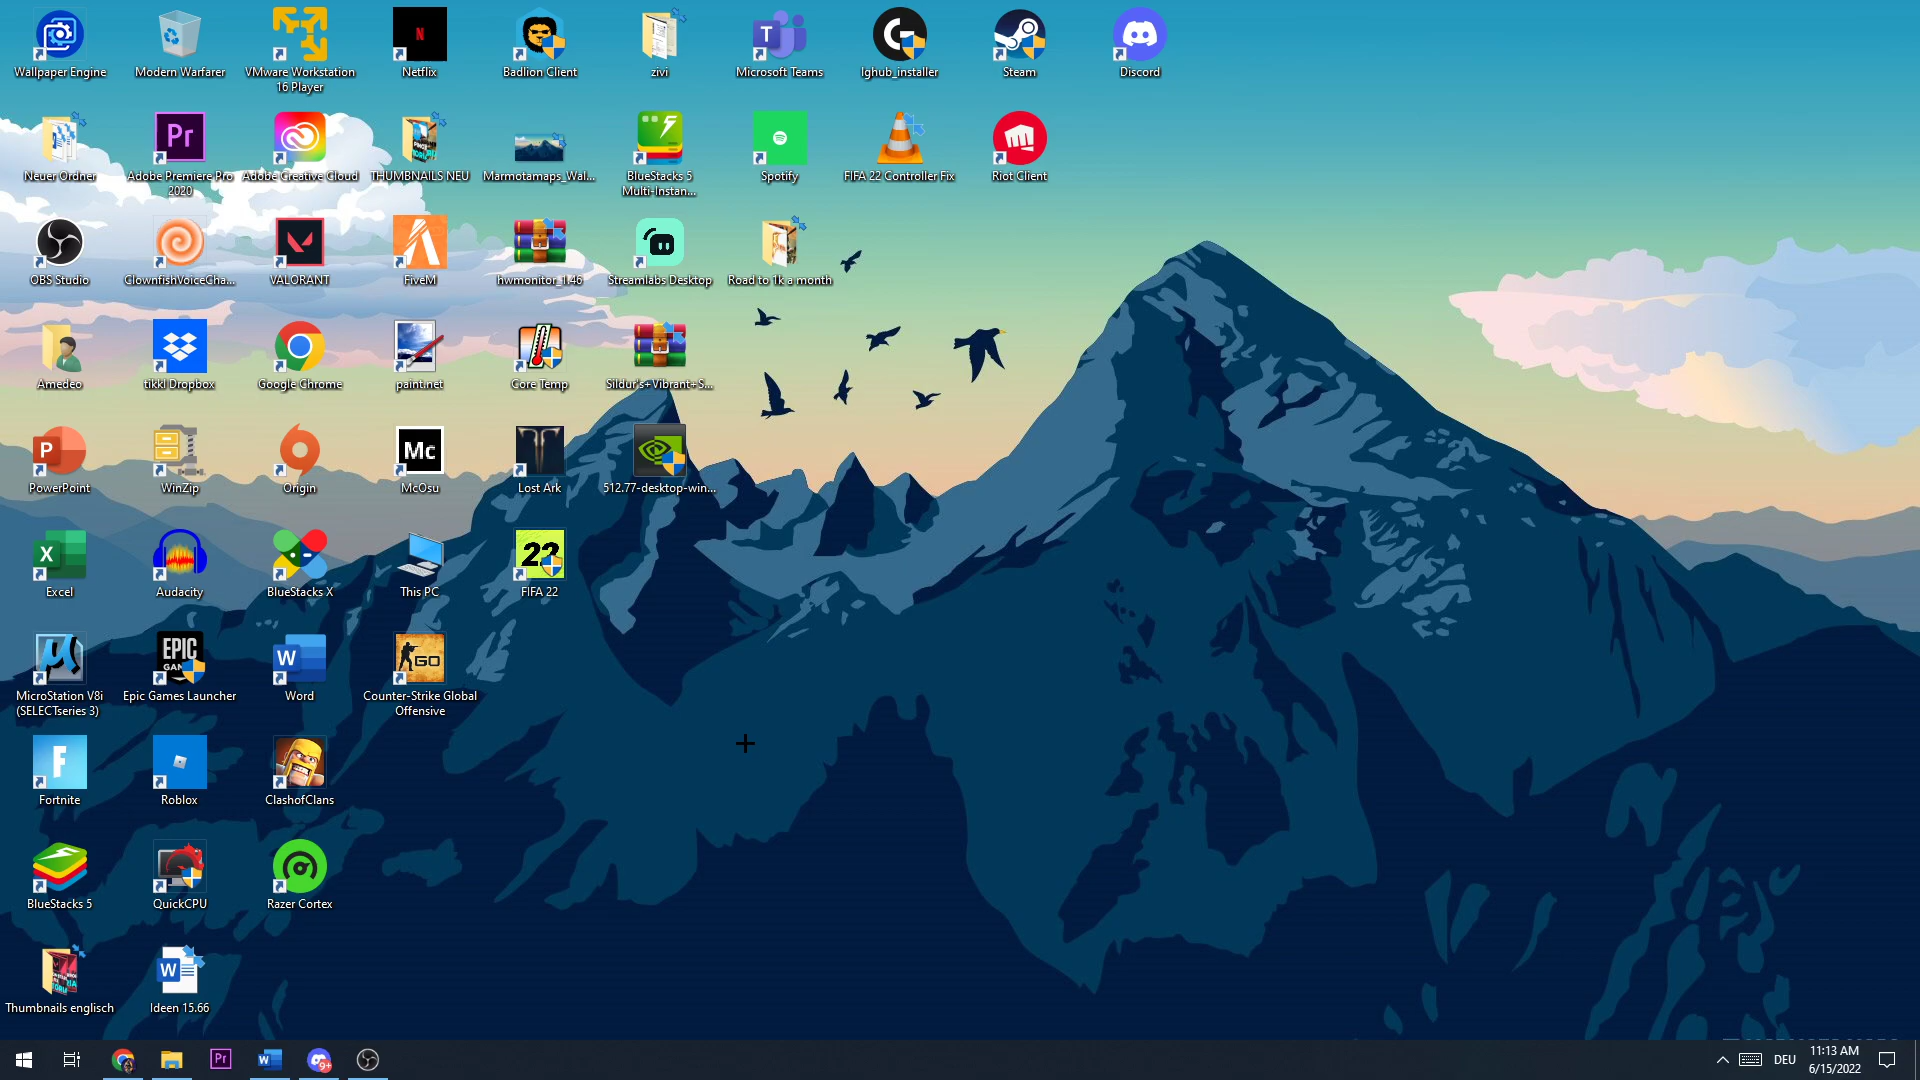 Wallpaper Engine
Modern Warfarer
VMware Workstation
16 Player
Netflix
Badlion Client
zivi
Microsoft Teams
lghub_installer
Steam
Discord
Neuer Ordner
Adobe Premiere Pro
2020
Adobe Creative Cloud
THUMBNAILS NEU
Marmotamaps_Wal...
BlueStacks 5
Multi-Instan...
Spotify
FIFA 22 Controller Fix
Riot Client
OBS Studio
ClownfishVoiceCha...
VALORANT
FiveM
hwmonitor_1.46
Streamlabs Desktop
Road to 1k a month
Amedeo
tikkl Dropbox
Google Chrome
paint.net
Core Temp
Sildur's+Vibrant+S...
PowerPoint
WinZip
Origin
McOsu
Lost Ark
512.77-desktop-win...
Excel
Audacity
BlueStacks X
This PC
FIFA 22
MicroStation V8i
(SELECTseries 3)
Epic Games Launcher
Word
Counter-Strike Global
Offensive
Fortnite
Roblox
ClashofClans
BlueStacks 5
QuickCPU
Razer Cortex
Thumbnails englisch
Ideen 15.66
DEU
11:13 AM
6/15/2022